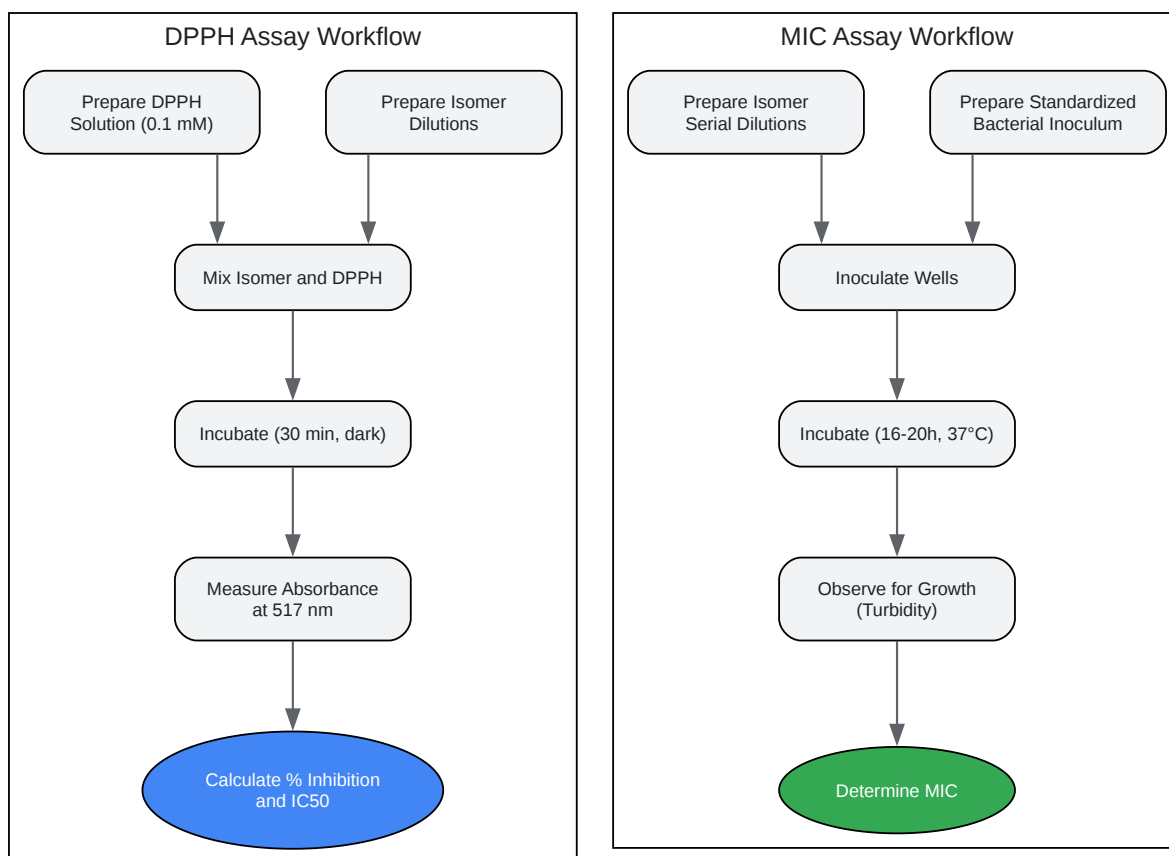 DPPH Assay Workflow
Prepare DPPH
Solution (0.1 mM)
Prepare Isomer
Dilutions
Mix Isomer and DPPH
Incubate (30 min, dark)
Measure Absorbance
at 517 nm
Calculate % Inhibition
and IC50
MIC Assay Workflow
Prepare Isomer
Serial Dilutions
Prepare Standardized
Bacterial Inoculum
Inoculate Wells
Incubate (16-20h, 37°C)
Observe for Growth
(Turbidity)
Determine MIC